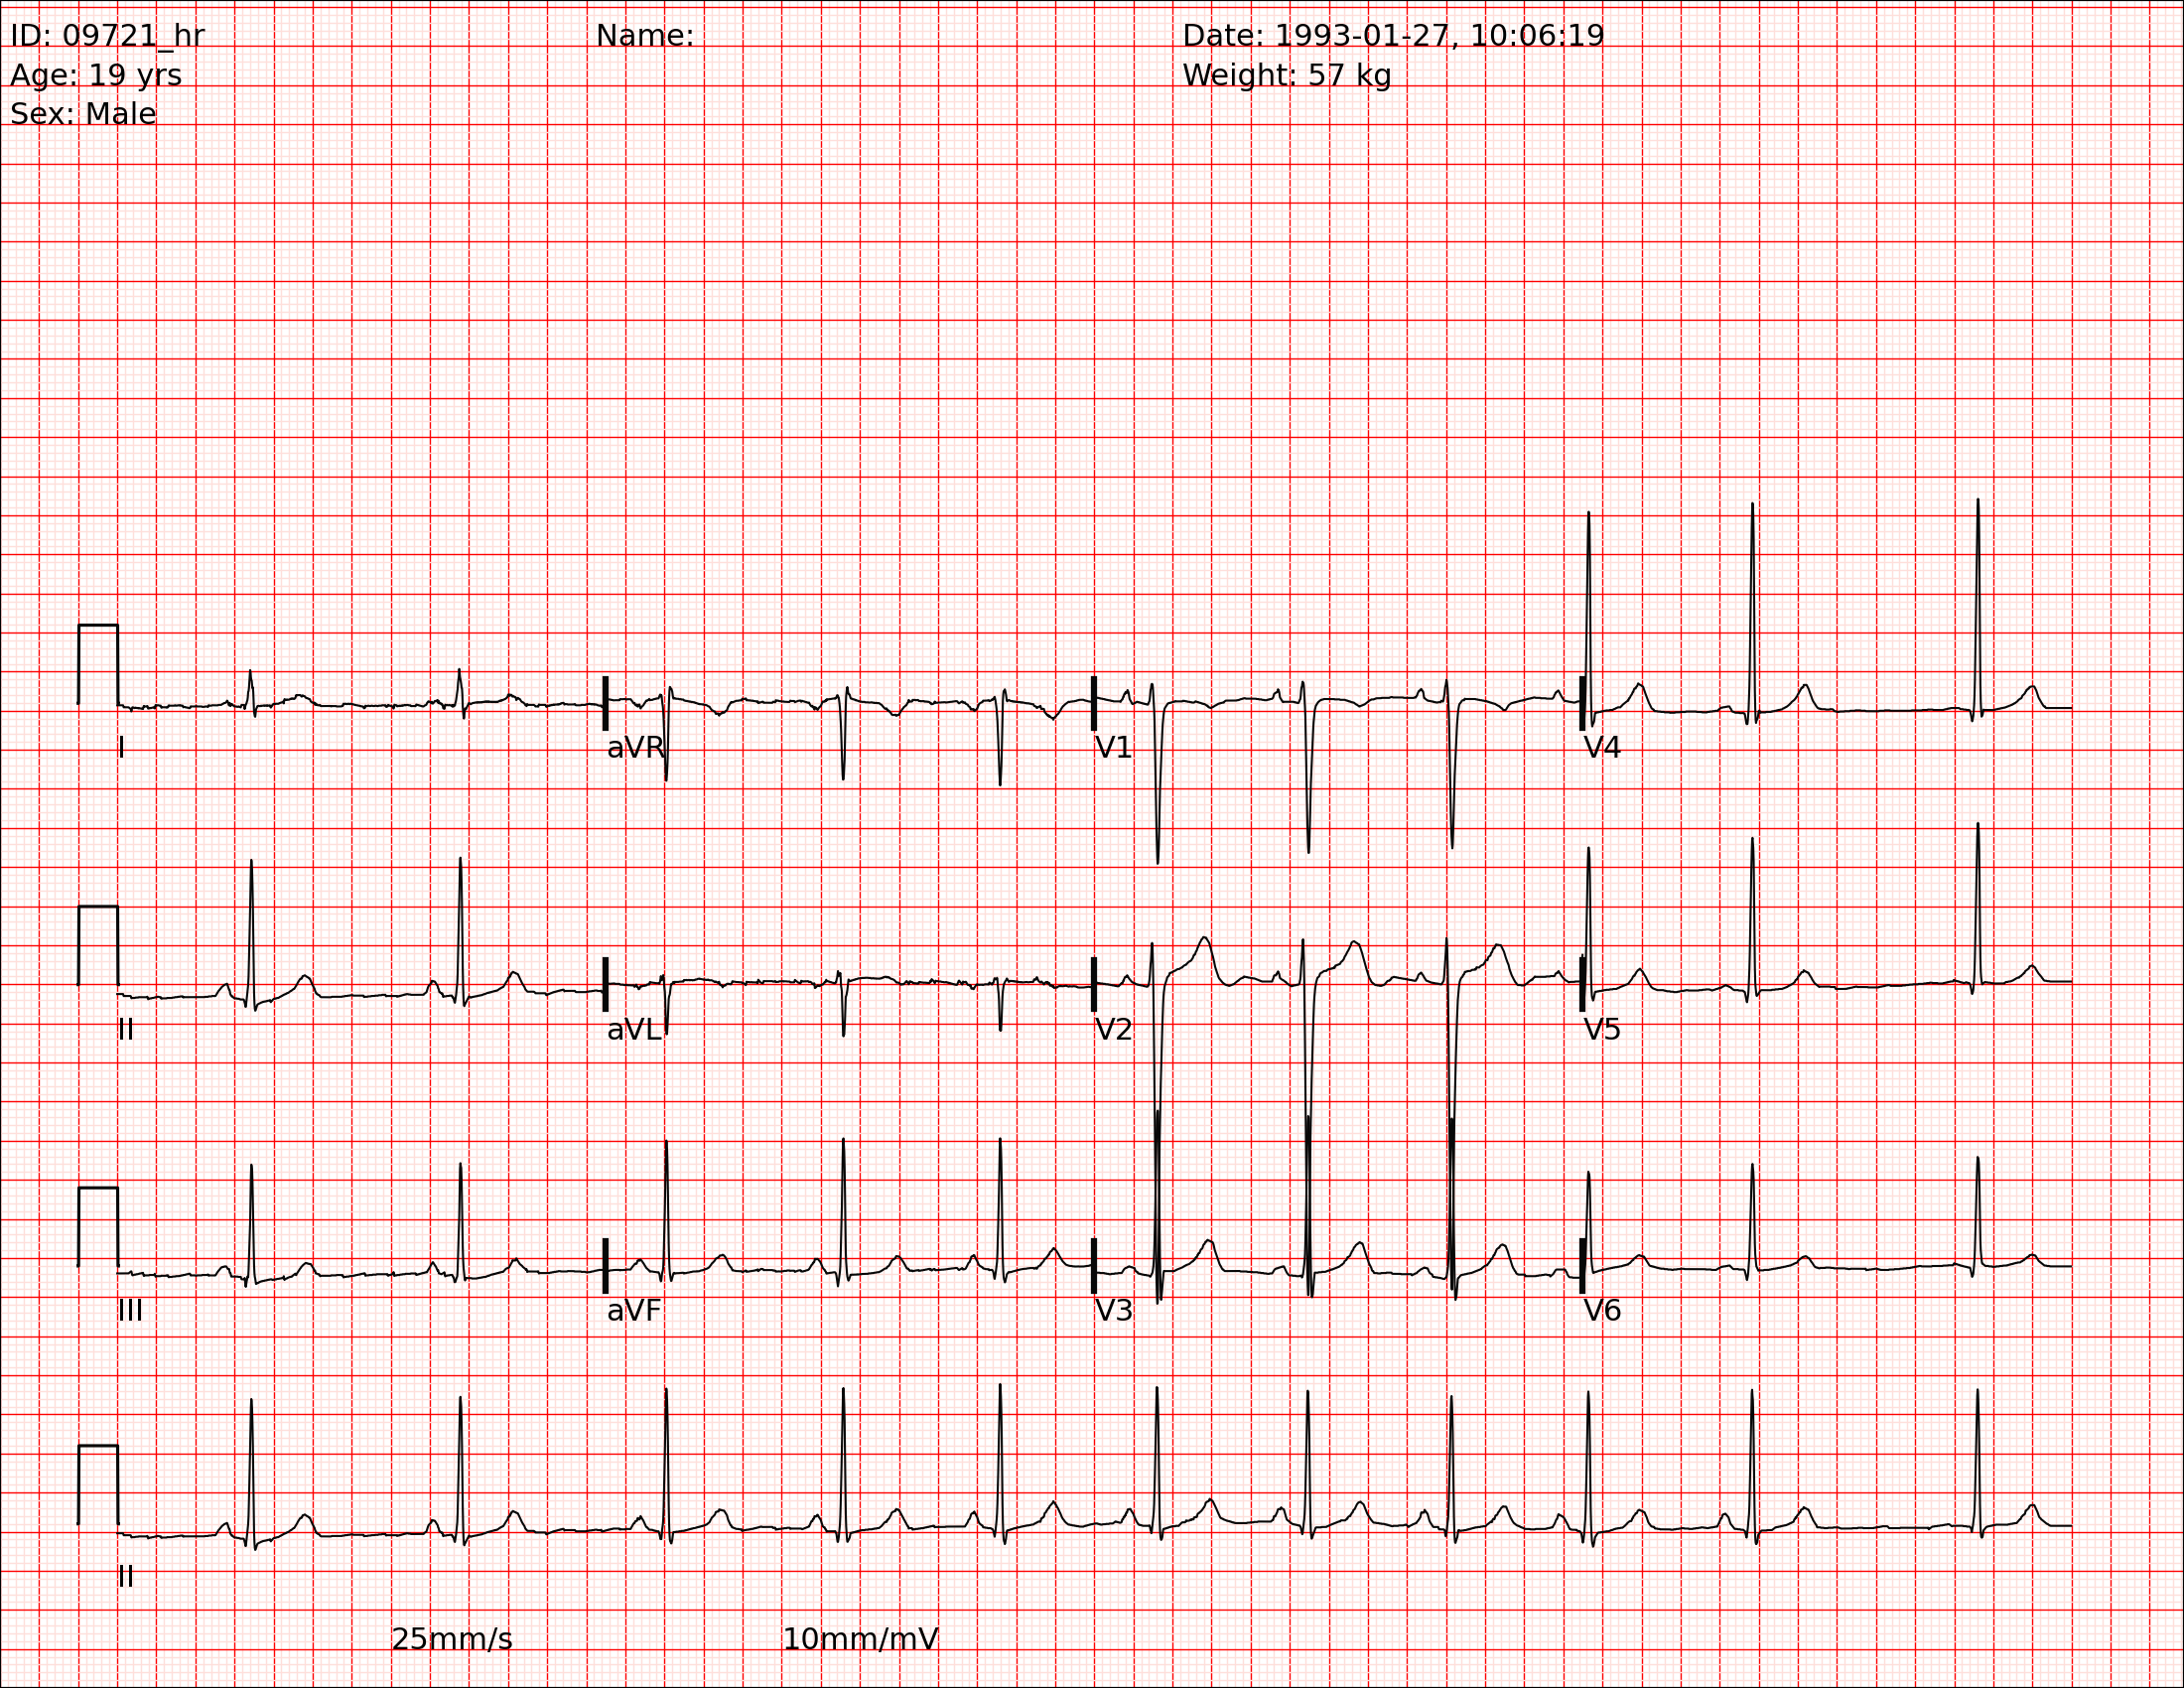 ID: 09721_hr
Name:
Date: 1993-01-27, 10:06:19
Age: 19 yrs
Weight: 57 kg
Sex: Male
I
aVR
V1
V4
II
aVL
V2
V5
III
aVF
V3
V6
II
25mm/s
10mm/mV